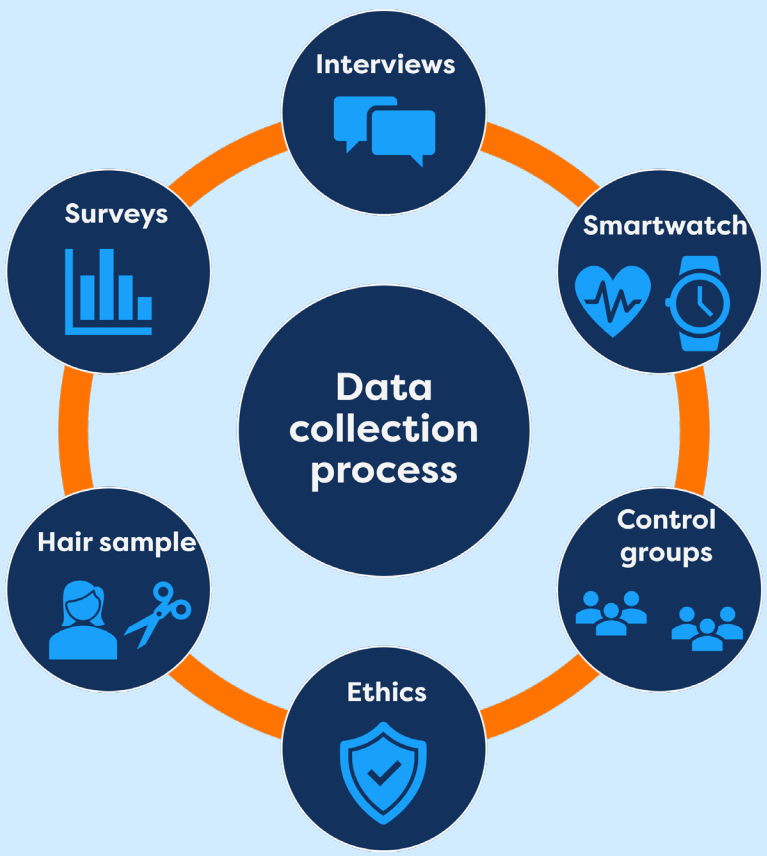 Interviews
Surveys
Smartwatch
Data
collection
process
Hair sample
Control
groups
Ethics